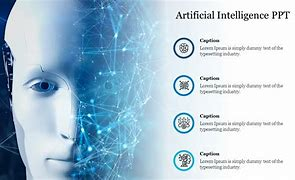 Artificial Intelligence PPT
Caption
Lorem Ipsum is simply dummy text of the
typesetting industry.
Caption
Lorem Ipsum is simply dummy text of the
typesetting industry.
Caption
Lorem Ipsum is simply dummy text of the
typesetting industry.
Caption
Lorem Ipsum is simply dummy text of the
typesetting industry.